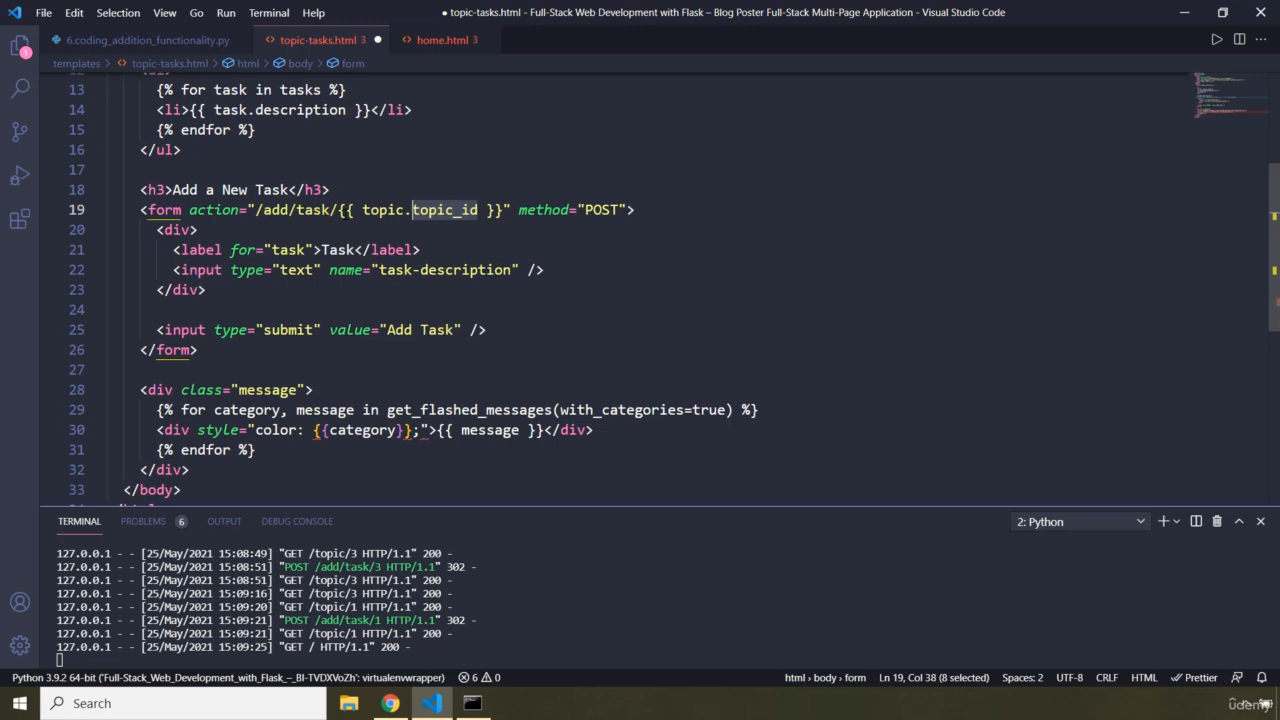 File Edit Selection View Go Run Terminal Help
● topic-tasks.html - Full-Stack Web Development with Flask – Blog Poster Full-Stack Multi-Page Application - Visual Studio Code
6.coding_addition_functionality.py topic-tasks.html 3 ● home.html 3
templates > topic-tasks.html > html > body > form
13 {% for task in tasks %}
14 <li>{{ task.description }}</li>
15 {% endfor %}
16 </ul>
17
18 <h3>Add a New Task</h3>
19 <form action="/add/task/{{ topic.topic_id }}" method="POST">
20 <div>
21 <label for="task">Task</label>
22 <input type="text" name="task-description" />
23 </div>
24
25 <input type="submit" value="Add Task" />
26 </form>
27
28 <div class="message">
29 {% for category, message in get_flashed_messages(with_categories=true) %}
30 <div style="color: {{category}};">{{ message }}</div>
31 {% endfor %}
32 </div>
33 </body>
1
TERMINAL PROBLEMS 6 OUTPUT DEBUG CONSOLE
2: Python
127.0.0.1 - - [25/May/2021 15:08:49] "GET /topic/3 HTTP/1.1" 200 -
127.0.0.1 - - [25/May/2021 15:08:51] "POST /add/task/3 HTTP/1.1" 302 -
127.0.0.1 - - [25/May/2021 15:08:51] "GET /topic/3 HTTP/1.1" 200 -
127.0.0.1 - - [25/May/2021 15:09:16] "GET /topic/3 HTTP/1.1" 200 -
127.0.0.1 - - [25/May/2021 15:09:20] "GET /topic/1 HTTP/1.1" 200 -
127.0.0.1 - - [25/May/2021 15:09:21] "POST /add/task/1 HTTP/1.1" 302 -
127.0.0.1 - - [25/May/2021 15:09:21] "GET /topic/1 HTTP/1.1" 200 -
127.0.0.1 - - [25/May/2021 15:09:25] "GET / HTTP/1.1" 200 -
Python 3.9.2 64-bit ('Full-Stack_Web_Development_with_Flask_–_BI-TVDXVoZh': virtualenvwrapper) 6 0
html › body › form Ln 19, Col 38 (8 selected) Spaces: 2 UTF-8 CRLF HTML Prettier
Search
udemy